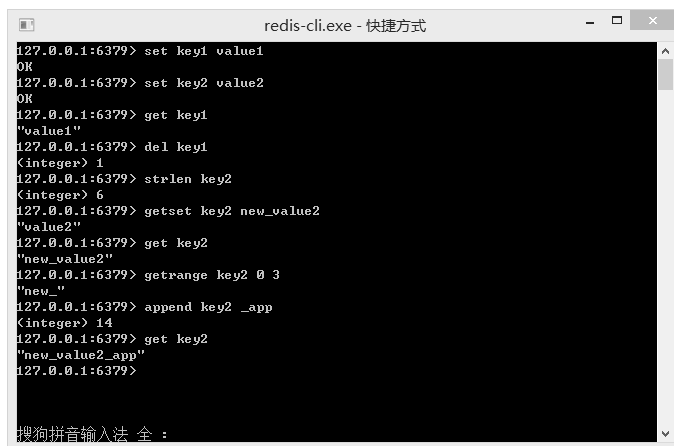 redis-cli.exe - 快捷方式
127.0.0.1:6379> set key1 value1
OK
127.0.0.1:6379> set key2 value2
OK
127.0.0.1:6379> get key1
"value1"
127.0.0.1:6379> del key1
(integer) 1
127.0.0.1:6379> strlen key2
(integer) 6
127.0.0.1:6379> getset key2 new_value2
"value2"
127.0.0.1:6379> get key2
"new_value2"
127.0.0.1:6379> getrange key2 0 3
"new_"
127.0.0.1:6379> append key2 _app
(integer) 14
127.0.0.1:6379> get key2
"new_value2_app"
127.0.0.1:6379>
搜狗拼音输入法 全 :